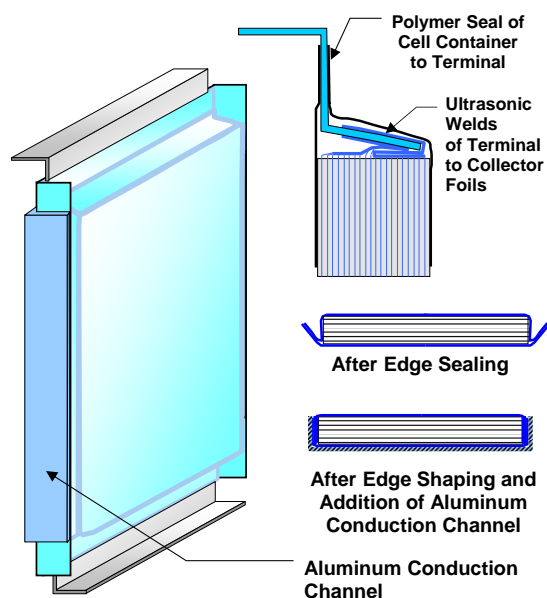 Polymer Seal of
Cell Container
to Terminal
Ultrasonic
Welds
of Terminal
to Collector
Foils
After Edge Sealing
After Edge Shaping and
Addition of Aluminum
Conduction Channel
Aluminum Conduction
Channel